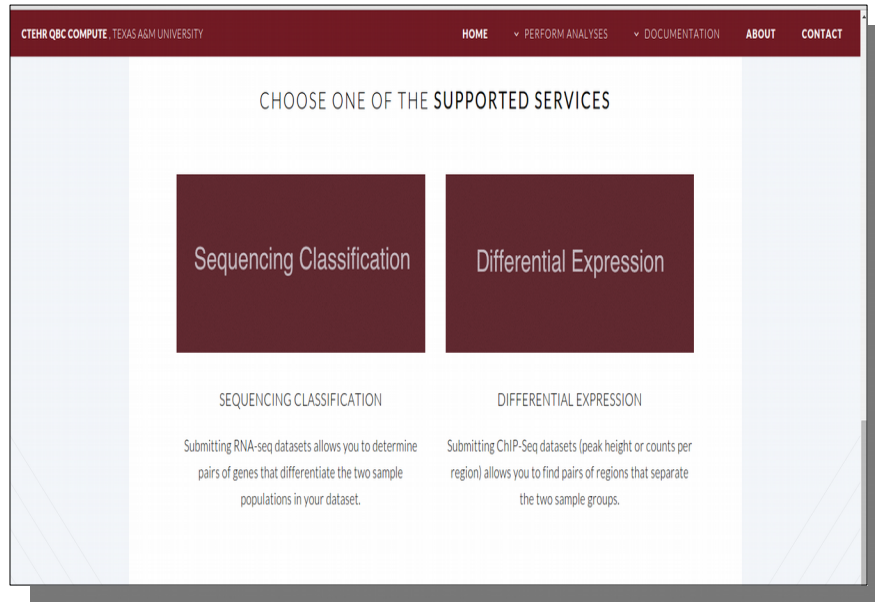 CTEHR QBC COMPUTE , TEXAS A&M UNIVERSITY HOME PERFORM ANALYSES DOCUMENTATION ABOUT CONTACT
CHOOSE ONE OF THE SUPPORTED SERVICES
Sequencing Classification
Differential Expression
SEQUENCING CLASSIFICATION
Submitting RNA-seq datasets allows you to determine
pairs of genes that differentiate the two sample
populations in your dataset.
DIFFERENTIAL EXPRESSION
Submitting ChIP-Seq datasets (peak height or counts per
region) allows you to find pairs of regions that separate
the two sample groups.